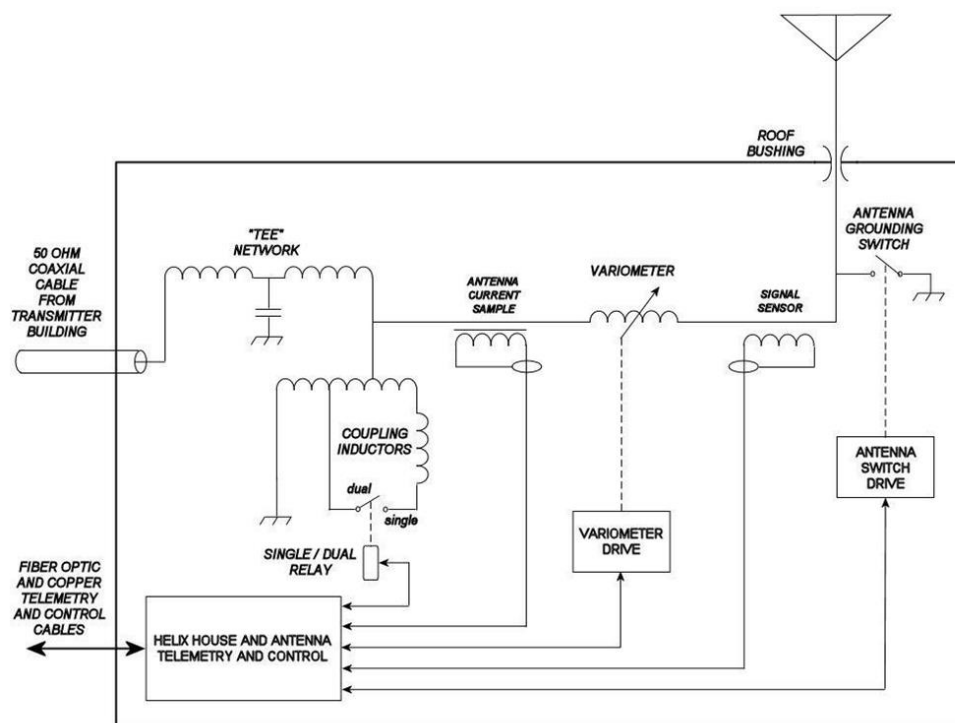 ROOF
BUSHING
ANTENNA
GROUNDING
SWITCH
"TEE"
NETWORK
50 OHM
COAXIAL
CABLE
FROM
TRANSMITTER
BUILDING
ANTENNA
CURRENT
SAMPLE
VARIOMETER
SIGNAL
SENSOR
COUPLING
INDUCTORS
dual
single
SINGLE / DUAL
RELAY
VARIOMETER
DRIVE
ANTENNA
SWITCH
DRIVE
FIBER OPTIC
AND COPPER
TELEMETRY
AND CONTROL
CABLES
HELIX HOUSE AND ANTENNA
TELEMETRY AND CONTROL